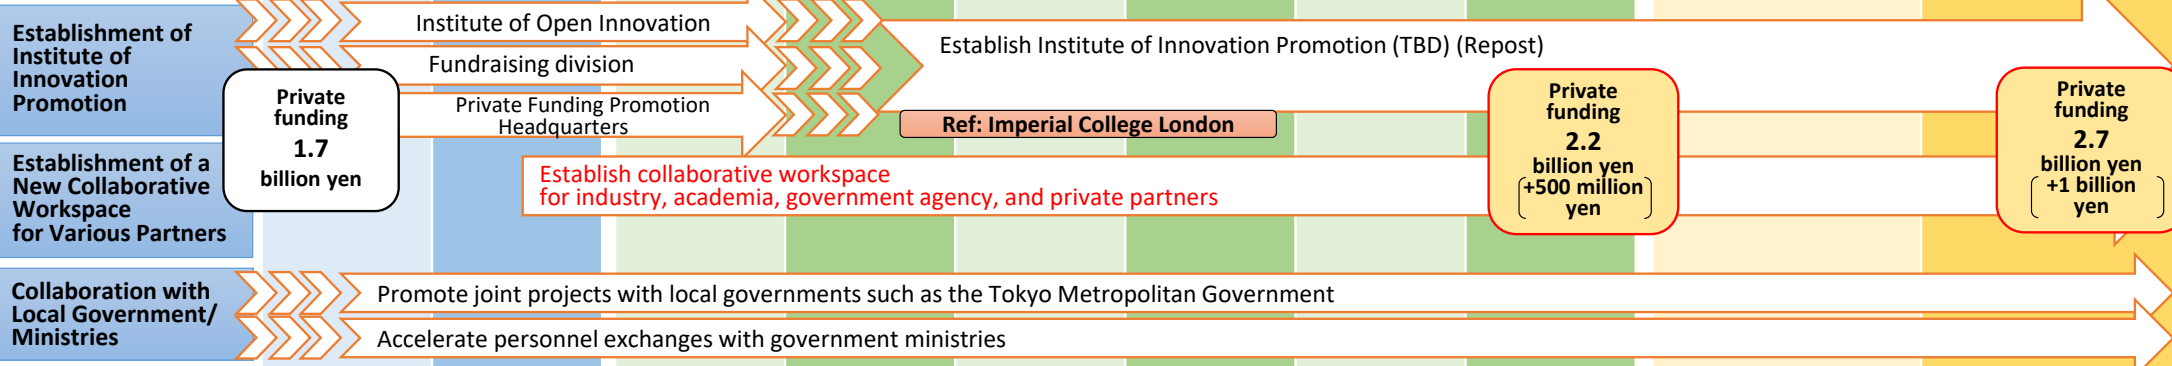 Establishment of
Institute of
Innovation
Promotion
Institute of Open Innovation
Fundraising division
Private Funding Promotion
Headquarters
Establish Institute of Innovation Promotion (TBD) (Repost)
Ref: Imperial College London
Private
funding
1.7
billion yen
Private
funding
2.2
billion yen
+500 million
yen
Private
funding
2.7
billion yen
+1 billion
yen
Establishment of a
New Collaborative
Workspace
for Various Partners
Establish collaborative workspace
for industry, academia, government agency, and private partners
Collaboration with
Local Government/
Ministries
Promote joint projects with local governments such as the Tokyo Metropolitan Government
Accelerate personnel exchanges with government ministries